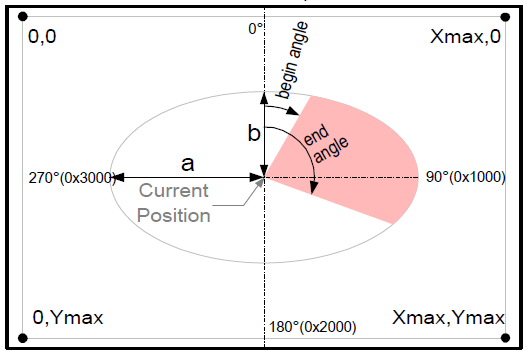 0,0
0°
Xmax,0
begin angle
b
end
angle
a
270°(0x3000)
90°(0x1000)
Current
Position
0,Ymax
180°(0x2000)
Xmax,Ymax